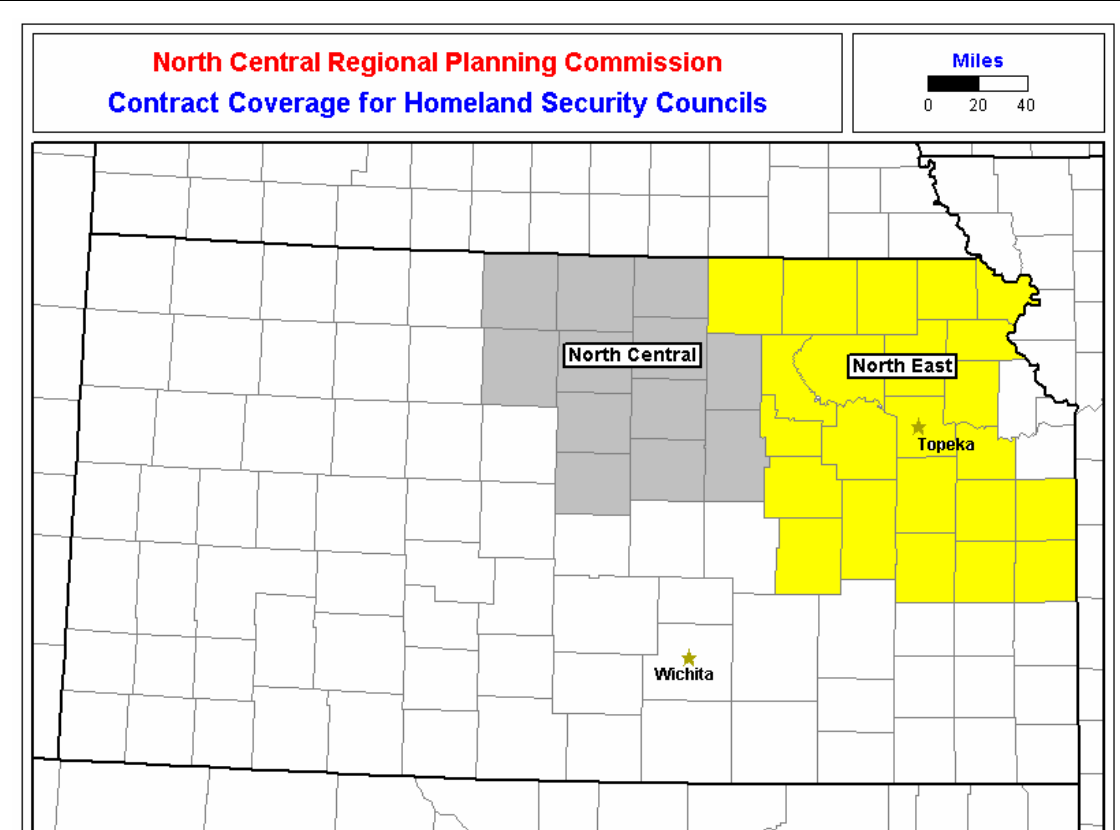 North Central Regional Planning Commission
Contract Coverage for Homeland Security Councils
Miles
0 20 40
North Central
North East
Topeka
Wichita